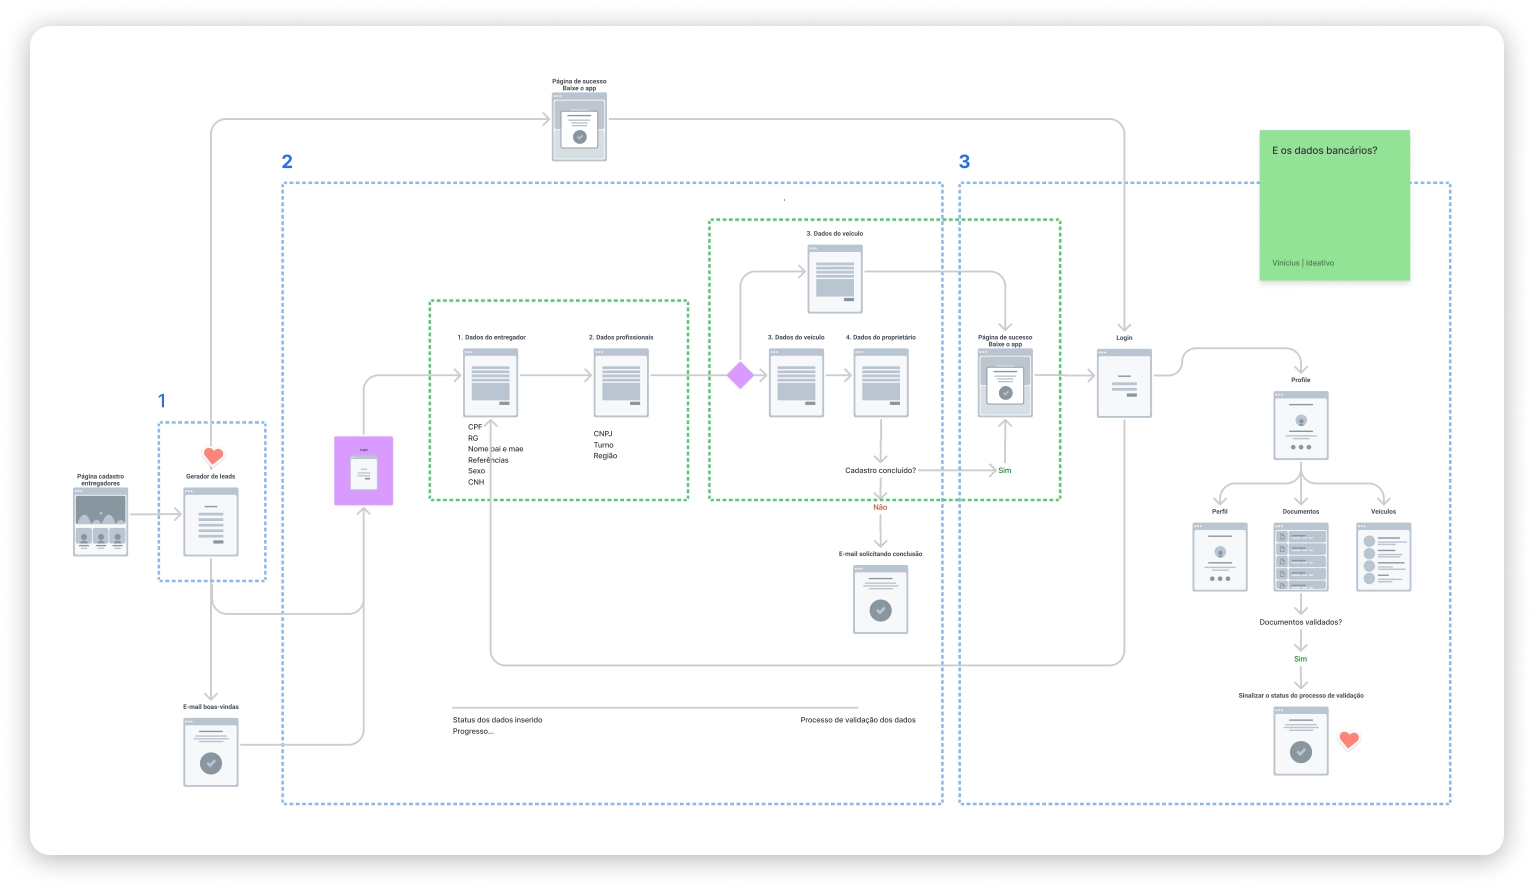 Página de sucesso
Baixe o app
E os dados bancários?
Vinícius | Ideativo
2
3
3. Dados do veículo
1. Dados do entregador
2. Dados profissionais
3. Dados do veículo
4. Dados do proprietário
Página de sucesso
Baixe o app
Login
Profile
1
CPF
RG
Nome pai e mae
Referências
Sexo
CNH
CNPJ
Turno
Região
Cadastro concluído?
Sim
Não
E-mail solicitando conclusão
Página cadastro
entregadores
Gerador de leads
Perfil
Documentos
Veículos
Documentos validados?
Sim
Sinalizar o status do processo de validação
E-mail boas-vindas
Status dos dados inserido
Progresso...
Processo de validação dos dados